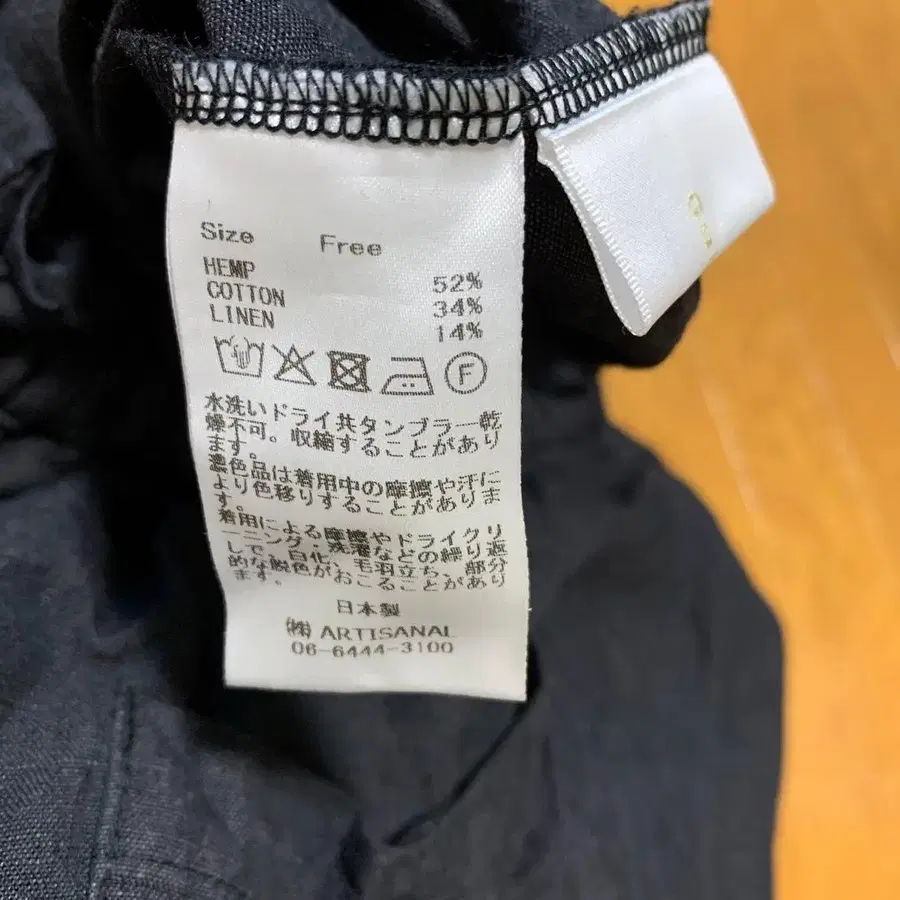 Size Free
HEMP 52%
COTTON 34%
LINEN 14%
F
水洗いドライ共タンブラー乾
燥不可。収縮することがあり
ます。
濃色品は着用中の摩擦や汗に
より色移りすることがありま
す。
着用による摩擦やドライクリ
ーニング・洗濯などの繰り返
しで、白化、毛羽立ち、部分
的な脱色がおこることがあり
ます。
日本製
㈱ ARTISANAL
06-6444-3100